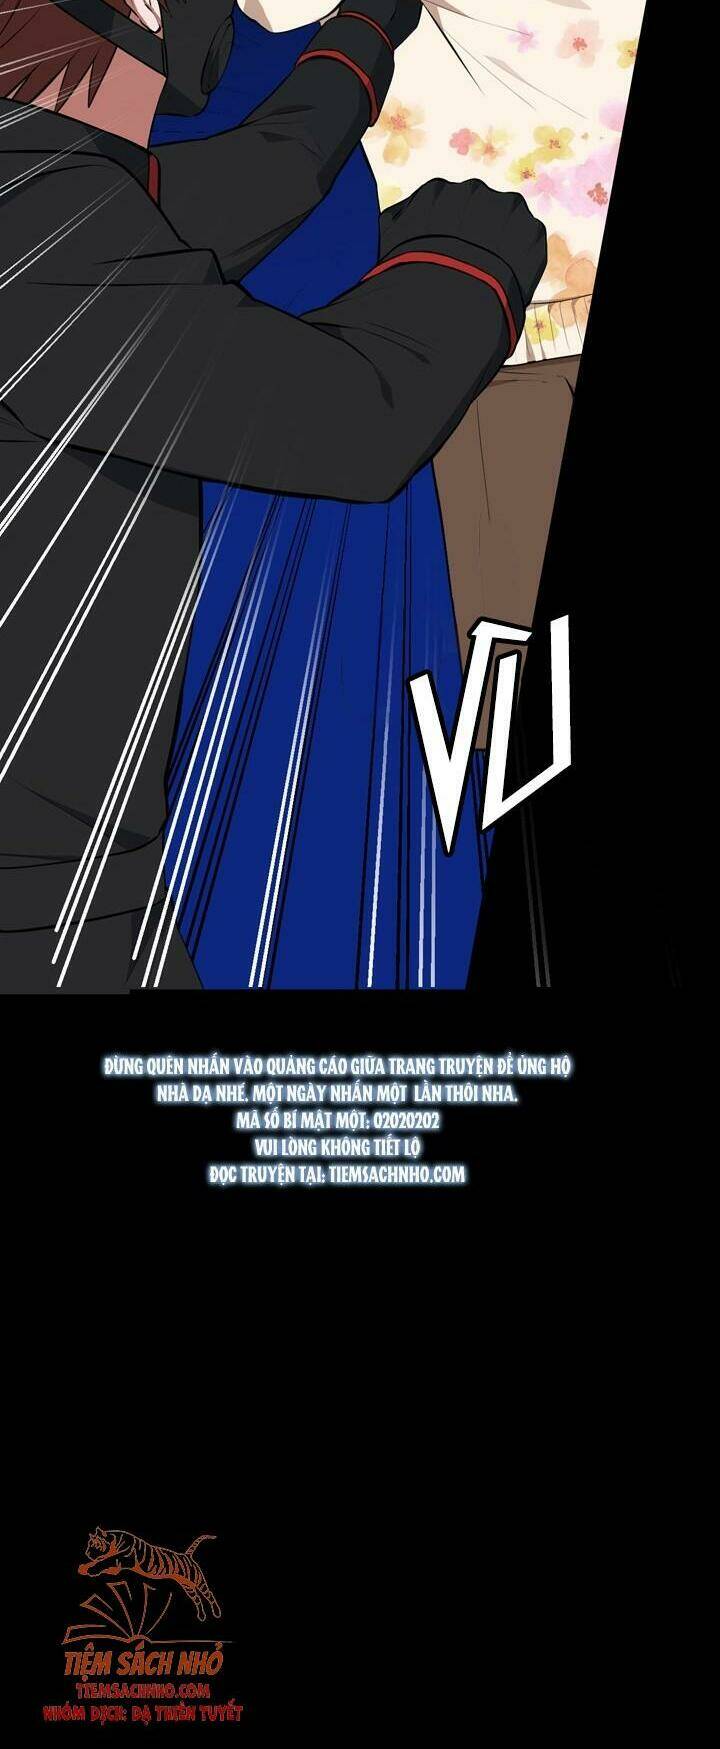 VÙ
ĐỪNG QUÊN NHẤN VÀO QUẢNG CÁO GIỮA TRANG TRUYỆN ĐỂ ỦNG HỘ
NHÀ DẠ NHÉ. MỘT NGÀY NHẤN MỘT LẦN THÔI NHA.
MÃ SỐ BÍ MẬT MỘT: 02020202
VUI LÒNG KHÔNG TIẾT LỘ
ĐỌC TRUYỆN TẠI: TIEMSACHNHO.COM
TIỆM SÁCH NHỎ
TIEMSACHNHO.COM
NHÓM DỊCH: DẠ THIÊN TUYẾT